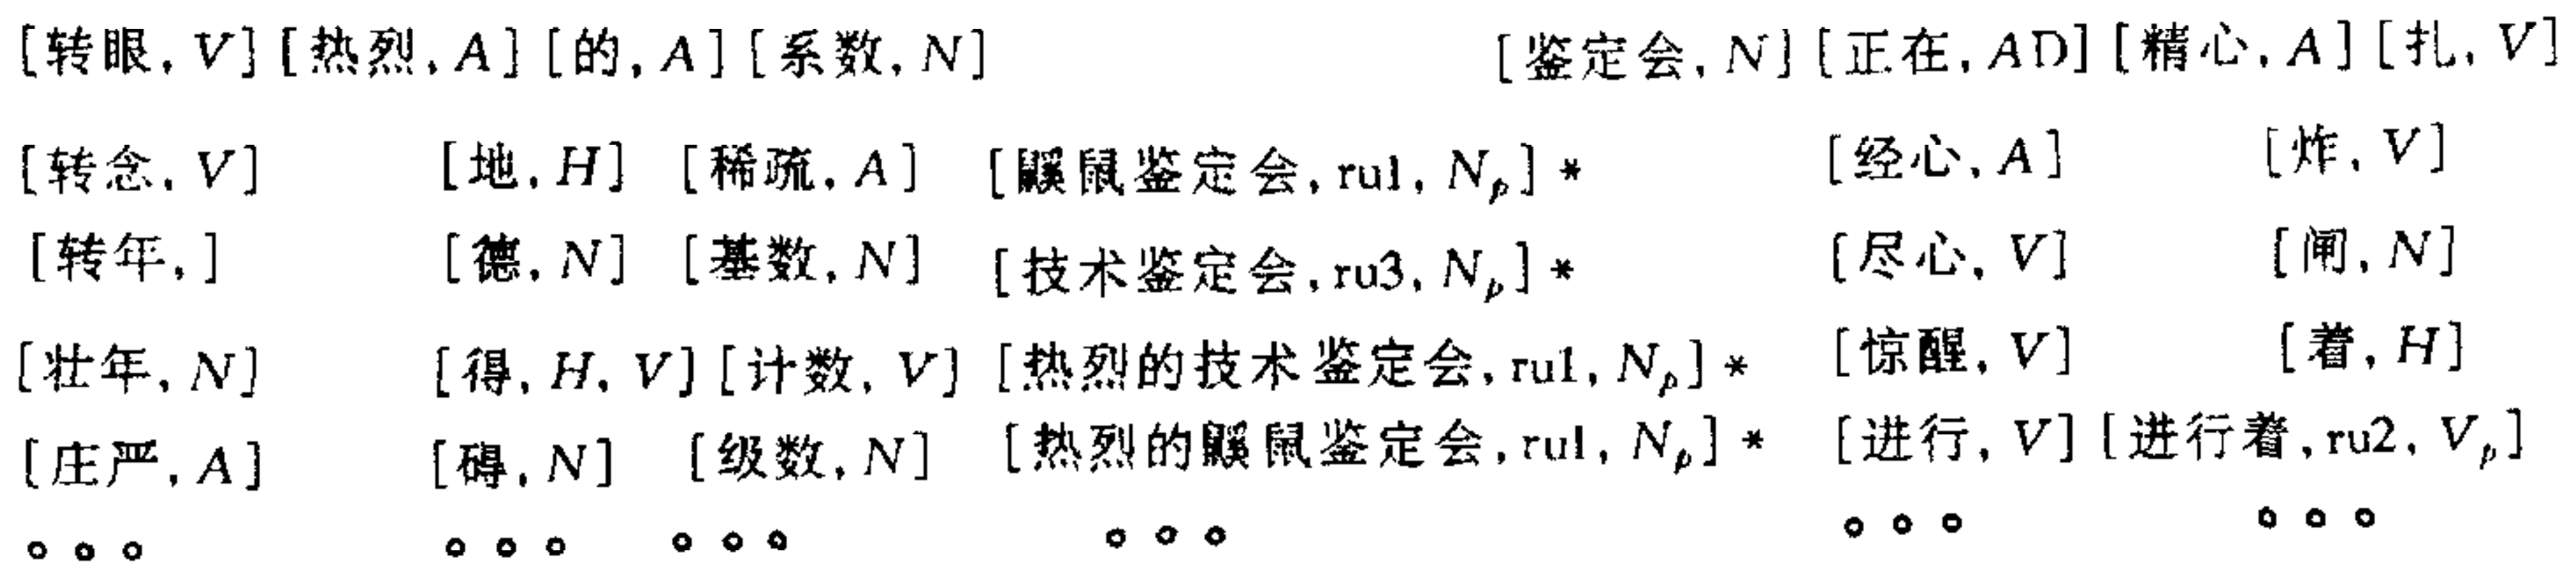 [转眼, V] [热烈, A] [的, A] [系数, N] [鉴定会, N] [正在, AD] [精心, A] [扎, V]
[转念, V] [地, H] [稀疏, A] [鼷鼠鉴定会, ru1, Np] * [经心, A] [炸, V]
[转年, ] [德, N] [基数, N] [技术鉴定会, ru3, Np] * [尽心, V] [闸, N]
[壮年, N] [得, H, V] [计数, V] [热烈的技术鉴定会, ru1, Np] * [惊醒, V] [着, H]
[庄严, A] [碍, N] [级数, N] [热烈的鼷鼠鉴定会, ru1, Np] * [进行, V] [进行着, ru2, Vp]
。。。 。。。 。。。 。。。 。。。 。。。